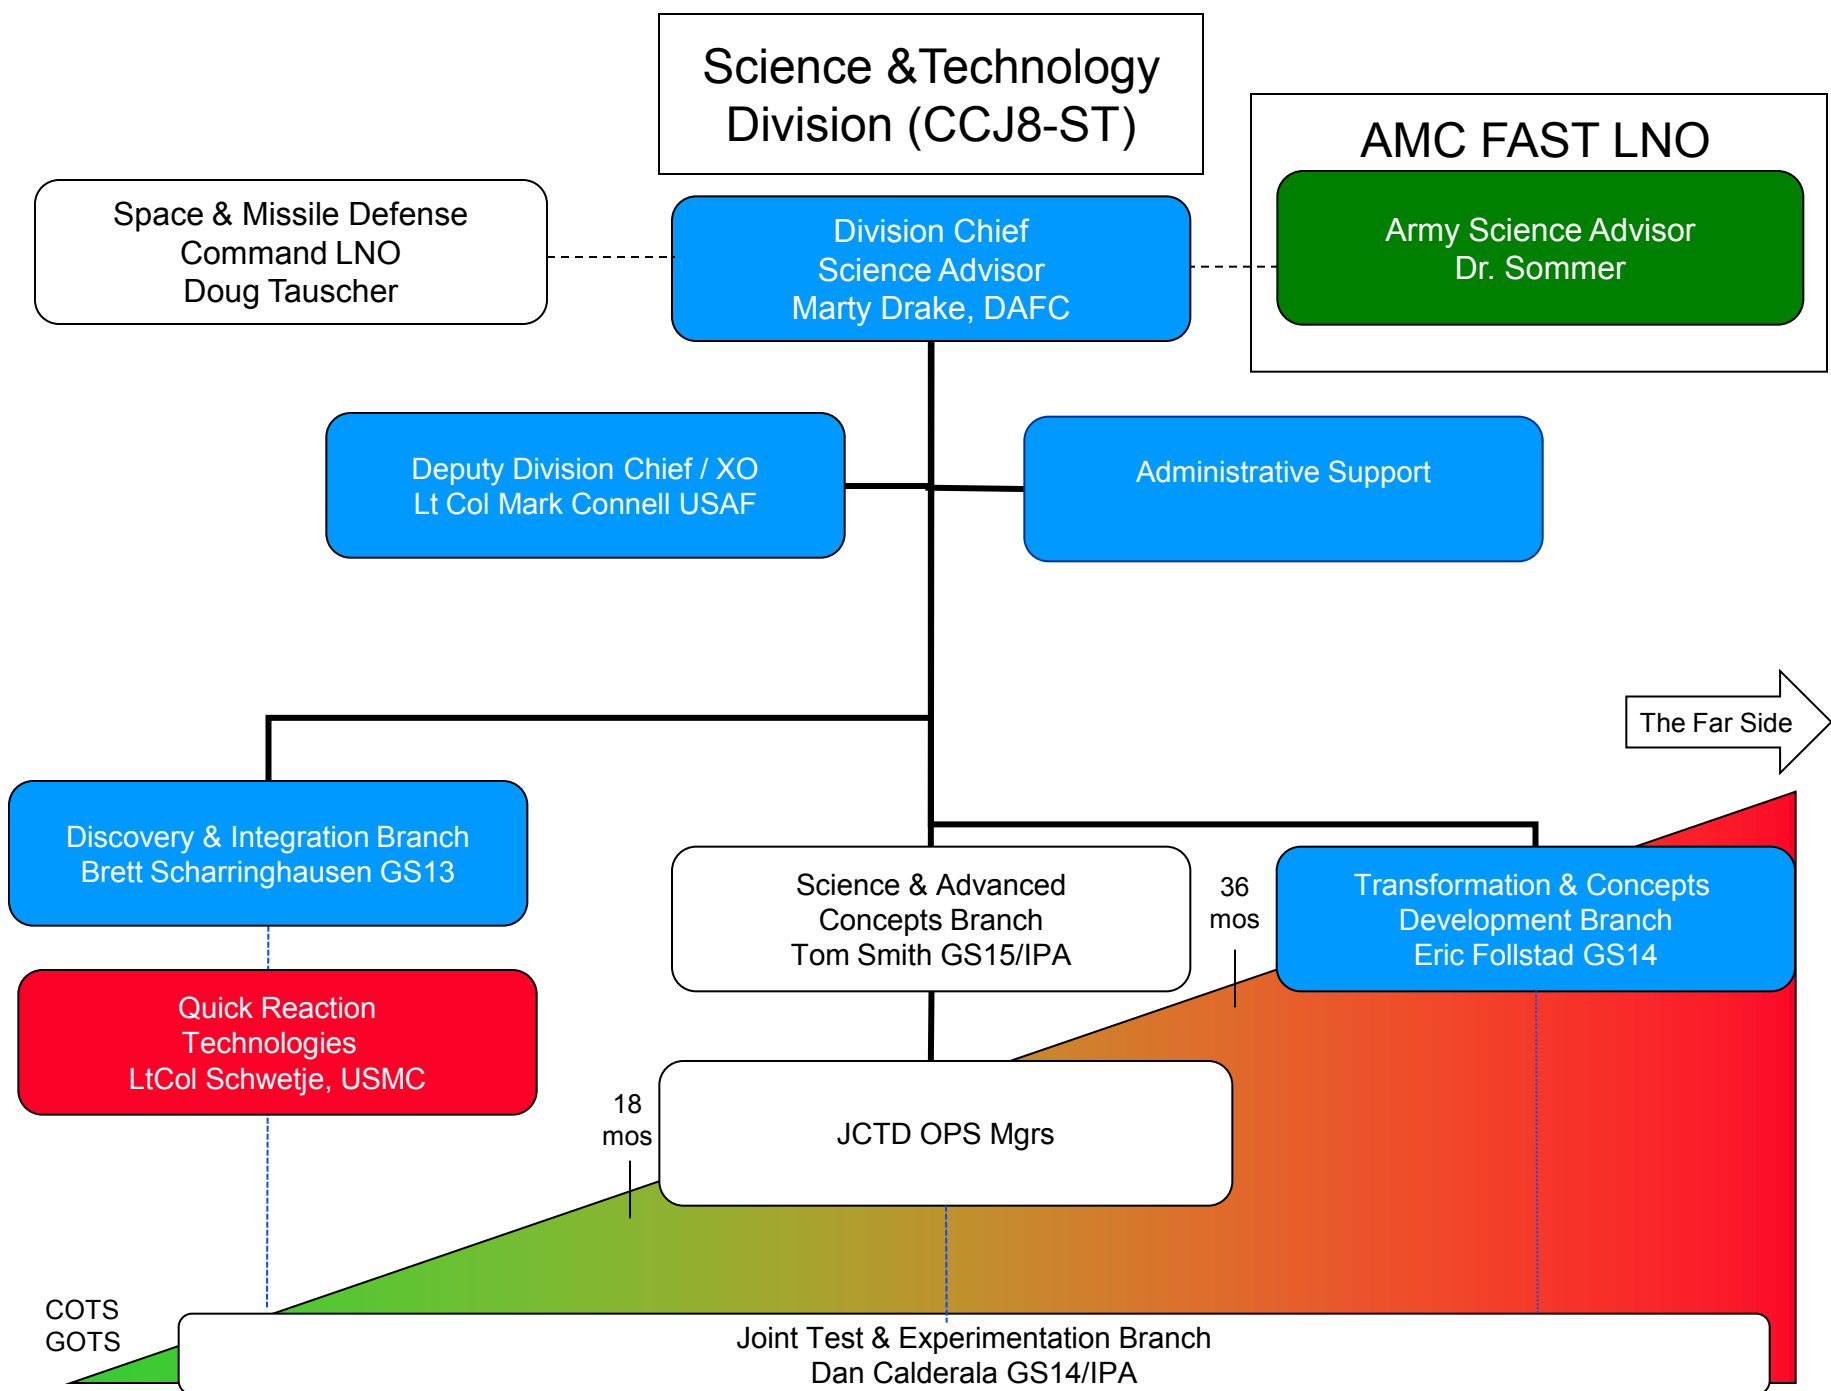 Science &Technology
Division (CCJ8-ST)
AMC FAST LNO
Space & Missile Defense
Command LNO
Doug Tauscher
Division Chief
Science Advisor
Marty Drake, DAFC
Army Science Advisor
Dr. Sommer
Deputy Division Chief / XO
Lt Col Mark Connell USAF
Administrative Support
The Far Side
Discovery & Integration Branch
Brett Scharringhausen GS13
Science & Advanced
Concepts Branch
Tom Smith GS15/IPA
36
mos
Transformation & Concepts
Development Branch
Eric Follstad GS14
Quick Reaction
Technologies
LtCol Schwetje, USMC
18
mos
JCTD OPS Mgrs
COTS
GOTS
Joint Test & Experimentation Branch
Dan Calderala GS14/IPA